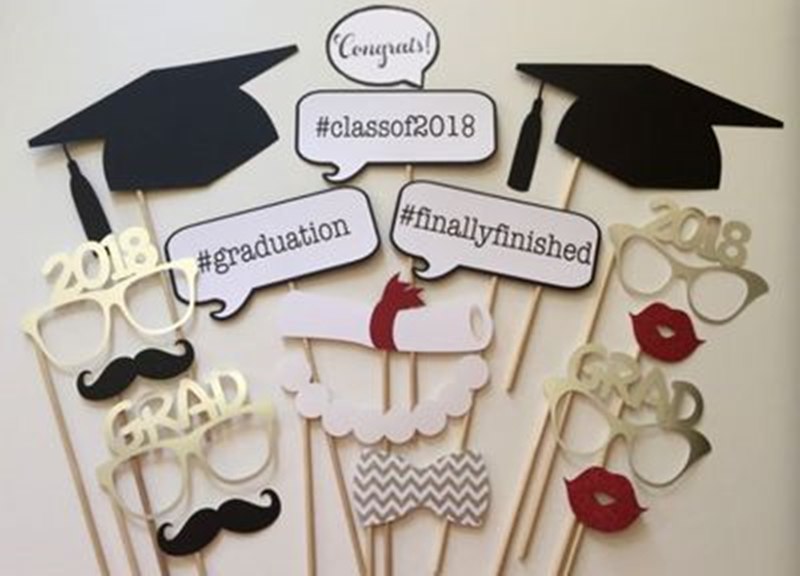 Congrats!
#classof2018
#graduation
#finallyfinished
2018
2018
GRAD
GRAD